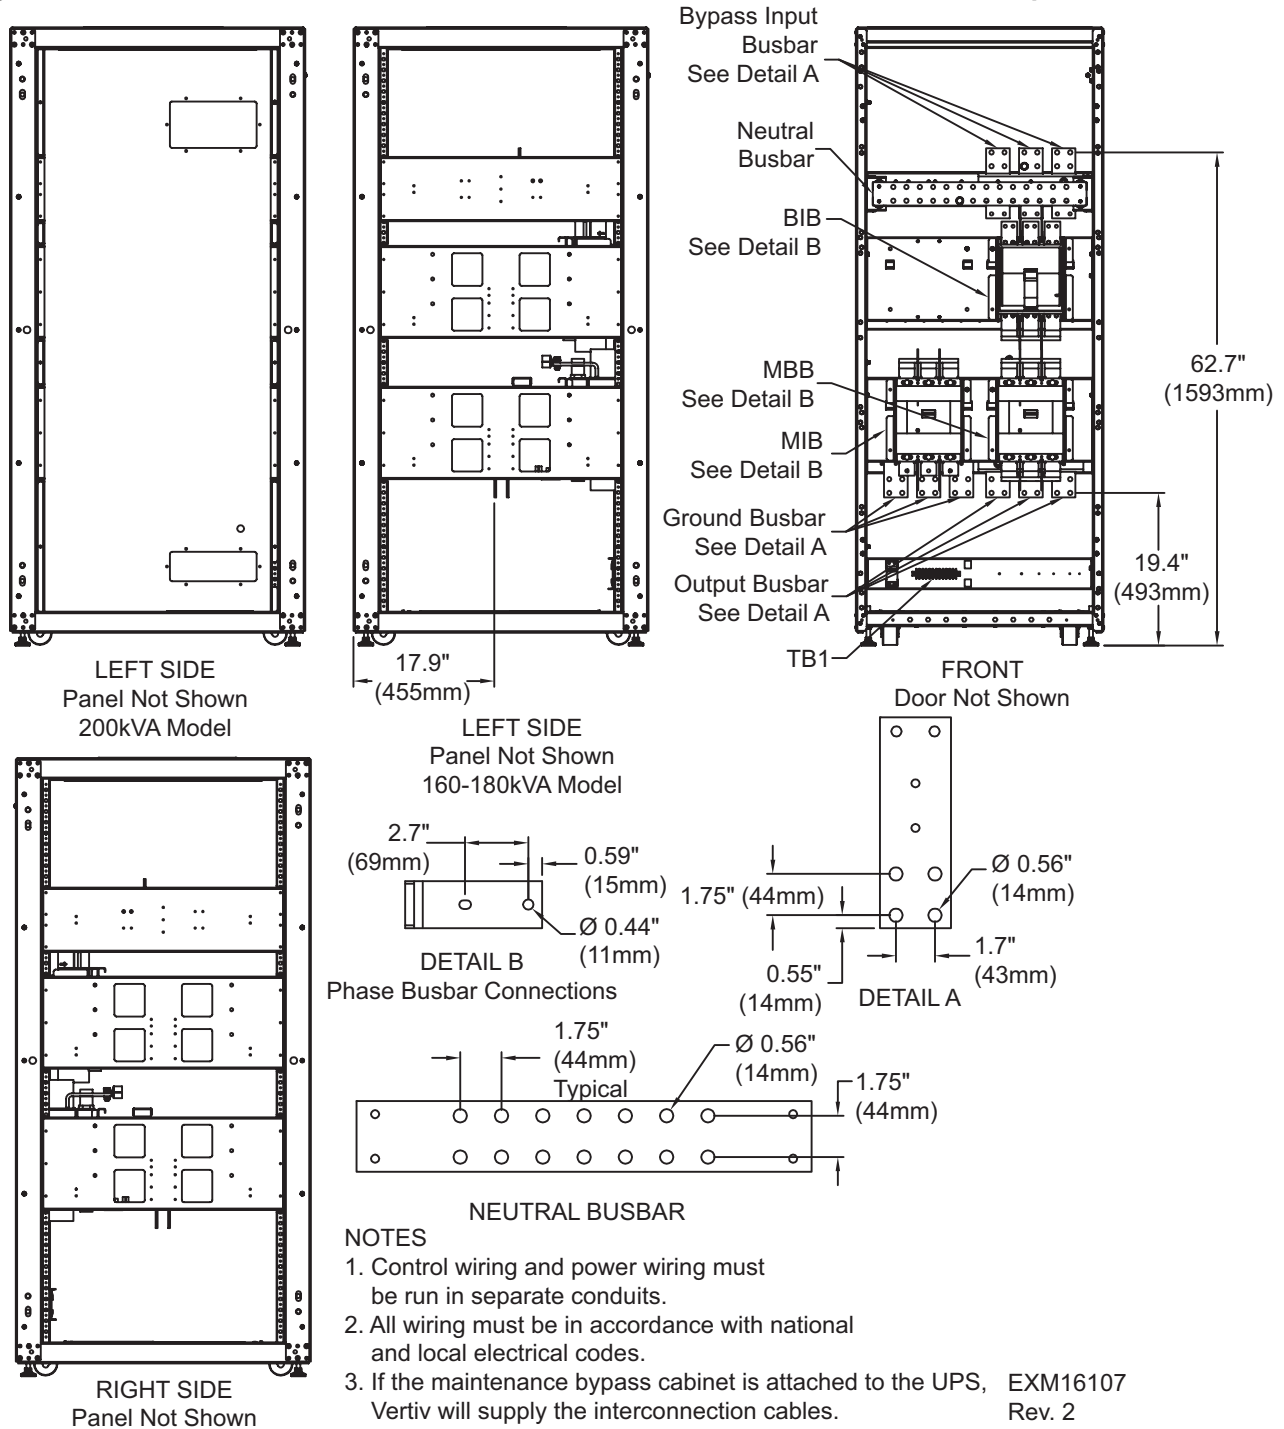 Bypass Input
Busbar
See Detail A
Neutral
Busbar
BIB
See Detail B
MBB
See Detail B
MIB
See Detail B
Ground Busbar
See Detail A
Output Busbar
See Detail A
TB1
62.7"
(1593mm)
19.4"
(493mm)
17.9"
(455mm)
LEFT SIDE
Panel Not Shown
200kVA Model
LEFT SIDE
Panel Not Shown
160-180kVA Model
FRONT
Door Not Shown
2.7"
(69mm)
0.59"
(15mm)
Ø 0.44"
(11mm)
DETAIL B
Phase Busbar Connections
1.75" (44mm)
Ø 0.56"
(14mm)
0.55"
(14mm)
1.7"
(43mm)
DETAIL A
1.75"
(44mm)
Typical
Ø 0.56"
(14mm)
1.75"
(44mm)
NEUTRAL BUSBAR
RIGHT SIDE
Panel Not Shown
NOTES
1. Control wiring and power wiring must
be run in separate conduits.
2. All wiring must be in accordance with national
and local electrical codes.
3. If the maintenance bypass cabinet is attached to the UPS,
Vertiv will supply the interconnection cables.
EXM16107
Rev. 2